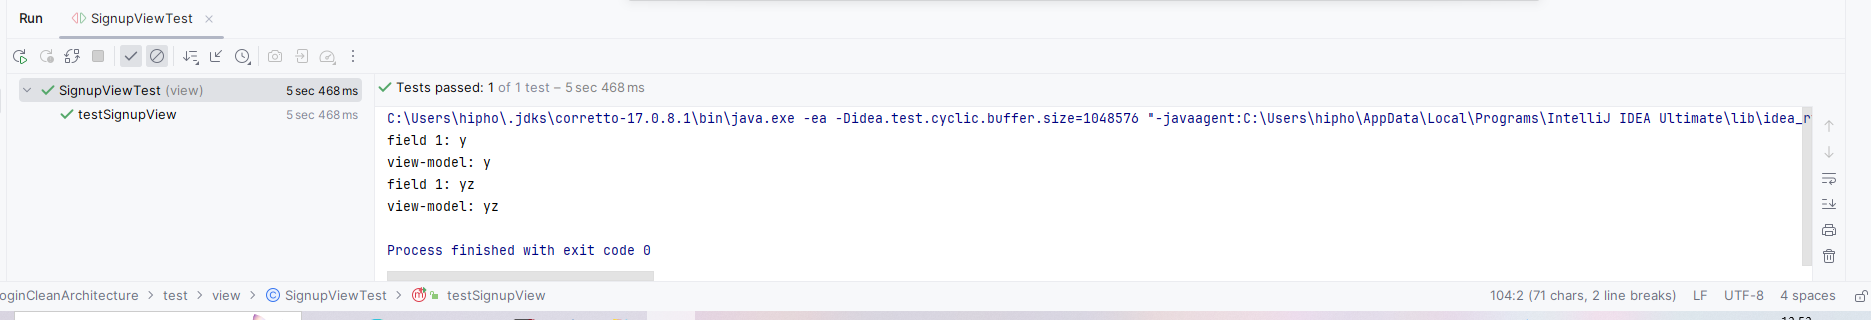 Run SignupViewTest
SignupViewTest (view) 5 sec 468 ms
testSignupView 5 sec 468 ms
Tests passed: 1 of 1 test – 5 sec 468 ms
C:\Users\hipho\.jdks\corretto-17.0.8.1\bin\java.exe -ea -Didea.test.cyclic.buffer.size=1048576 "-javaagent:C:\Users\hipho\AppData\Local\Programs\IntelliJ IDEA Ultimate\lib\idea_r
field 1: y
view-model: y
field 1: yz
view-model: yz
Process finished with exit code 0
oginCleanArchitecture > test > view > SignupViewTest > testSignupView 104:2 (71 chars, 2 line breaks) LF UTF-8 4 spaces